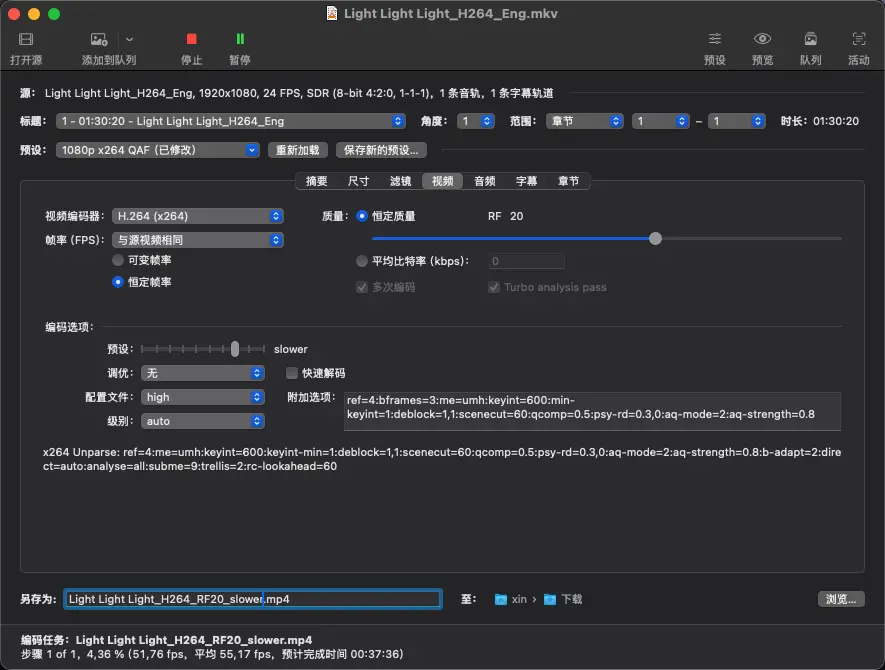 Light Light Light_H264_Eng.mkv
打开源 添加到队列 停止 暂停 预设 预览 队列 活动
源： Light Light Light_H264_Eng, 1920x1080, 24 FPS, SDR (8-bit 4:2:0, 1-1-1)，1 条音轨，1 条字幕轨道
标题： 1 - 01:30:20 - Light Light Light_H264_Eng 角度： 1 范围： 章节 1 – 1 时长： 01:30:20
预设： 1080p x264 QAF (已修改) 重新加载 保存新的预设...
摘要 尺寸 滤镜 视频 音频 字幕 章节
视频编码器： H.264 (x264) 质量： 恒定质量 RF 20
帧率 (FPS)： 与源视频相同
可变帧率 平均比特率 (kbps)： 0
恒定帧率 多次编码 Turbo analysis pass
编码选项：
预设： slower
调优： 无 快速解码
配置文件： high 附加选项： ref=4:bframes=3:me=umh:keyint=600:min-
keyint=1:deblock=1,1:scenecut=60:qcomp=0.5:psy-rd=0.3,0:aq-mode=2:aq-strength=0.8
级别： auto
x264 Unparse: ref=4:me=umh:keyint=600:keyint-min=1:deblock=1,1:scenecut=60:qcomp=0.5:psy-rd=0.3,0:aq-mode=2:aq-strength=0.8:b-adapt=2:dire
ct=auto:analyse=all:subme=9:trellis=2:rc-lookahead=60
另存为: Light Light Light_H264_RF20_slower.mp4 至： xin › 下载 浏览...
编码任务：Light Light Light_H264_RF20_slower.mp4
步骤 1 of 1，4,36 % (51,76 fps，平均 55,17 fps，预计完成时间 00:37:36)